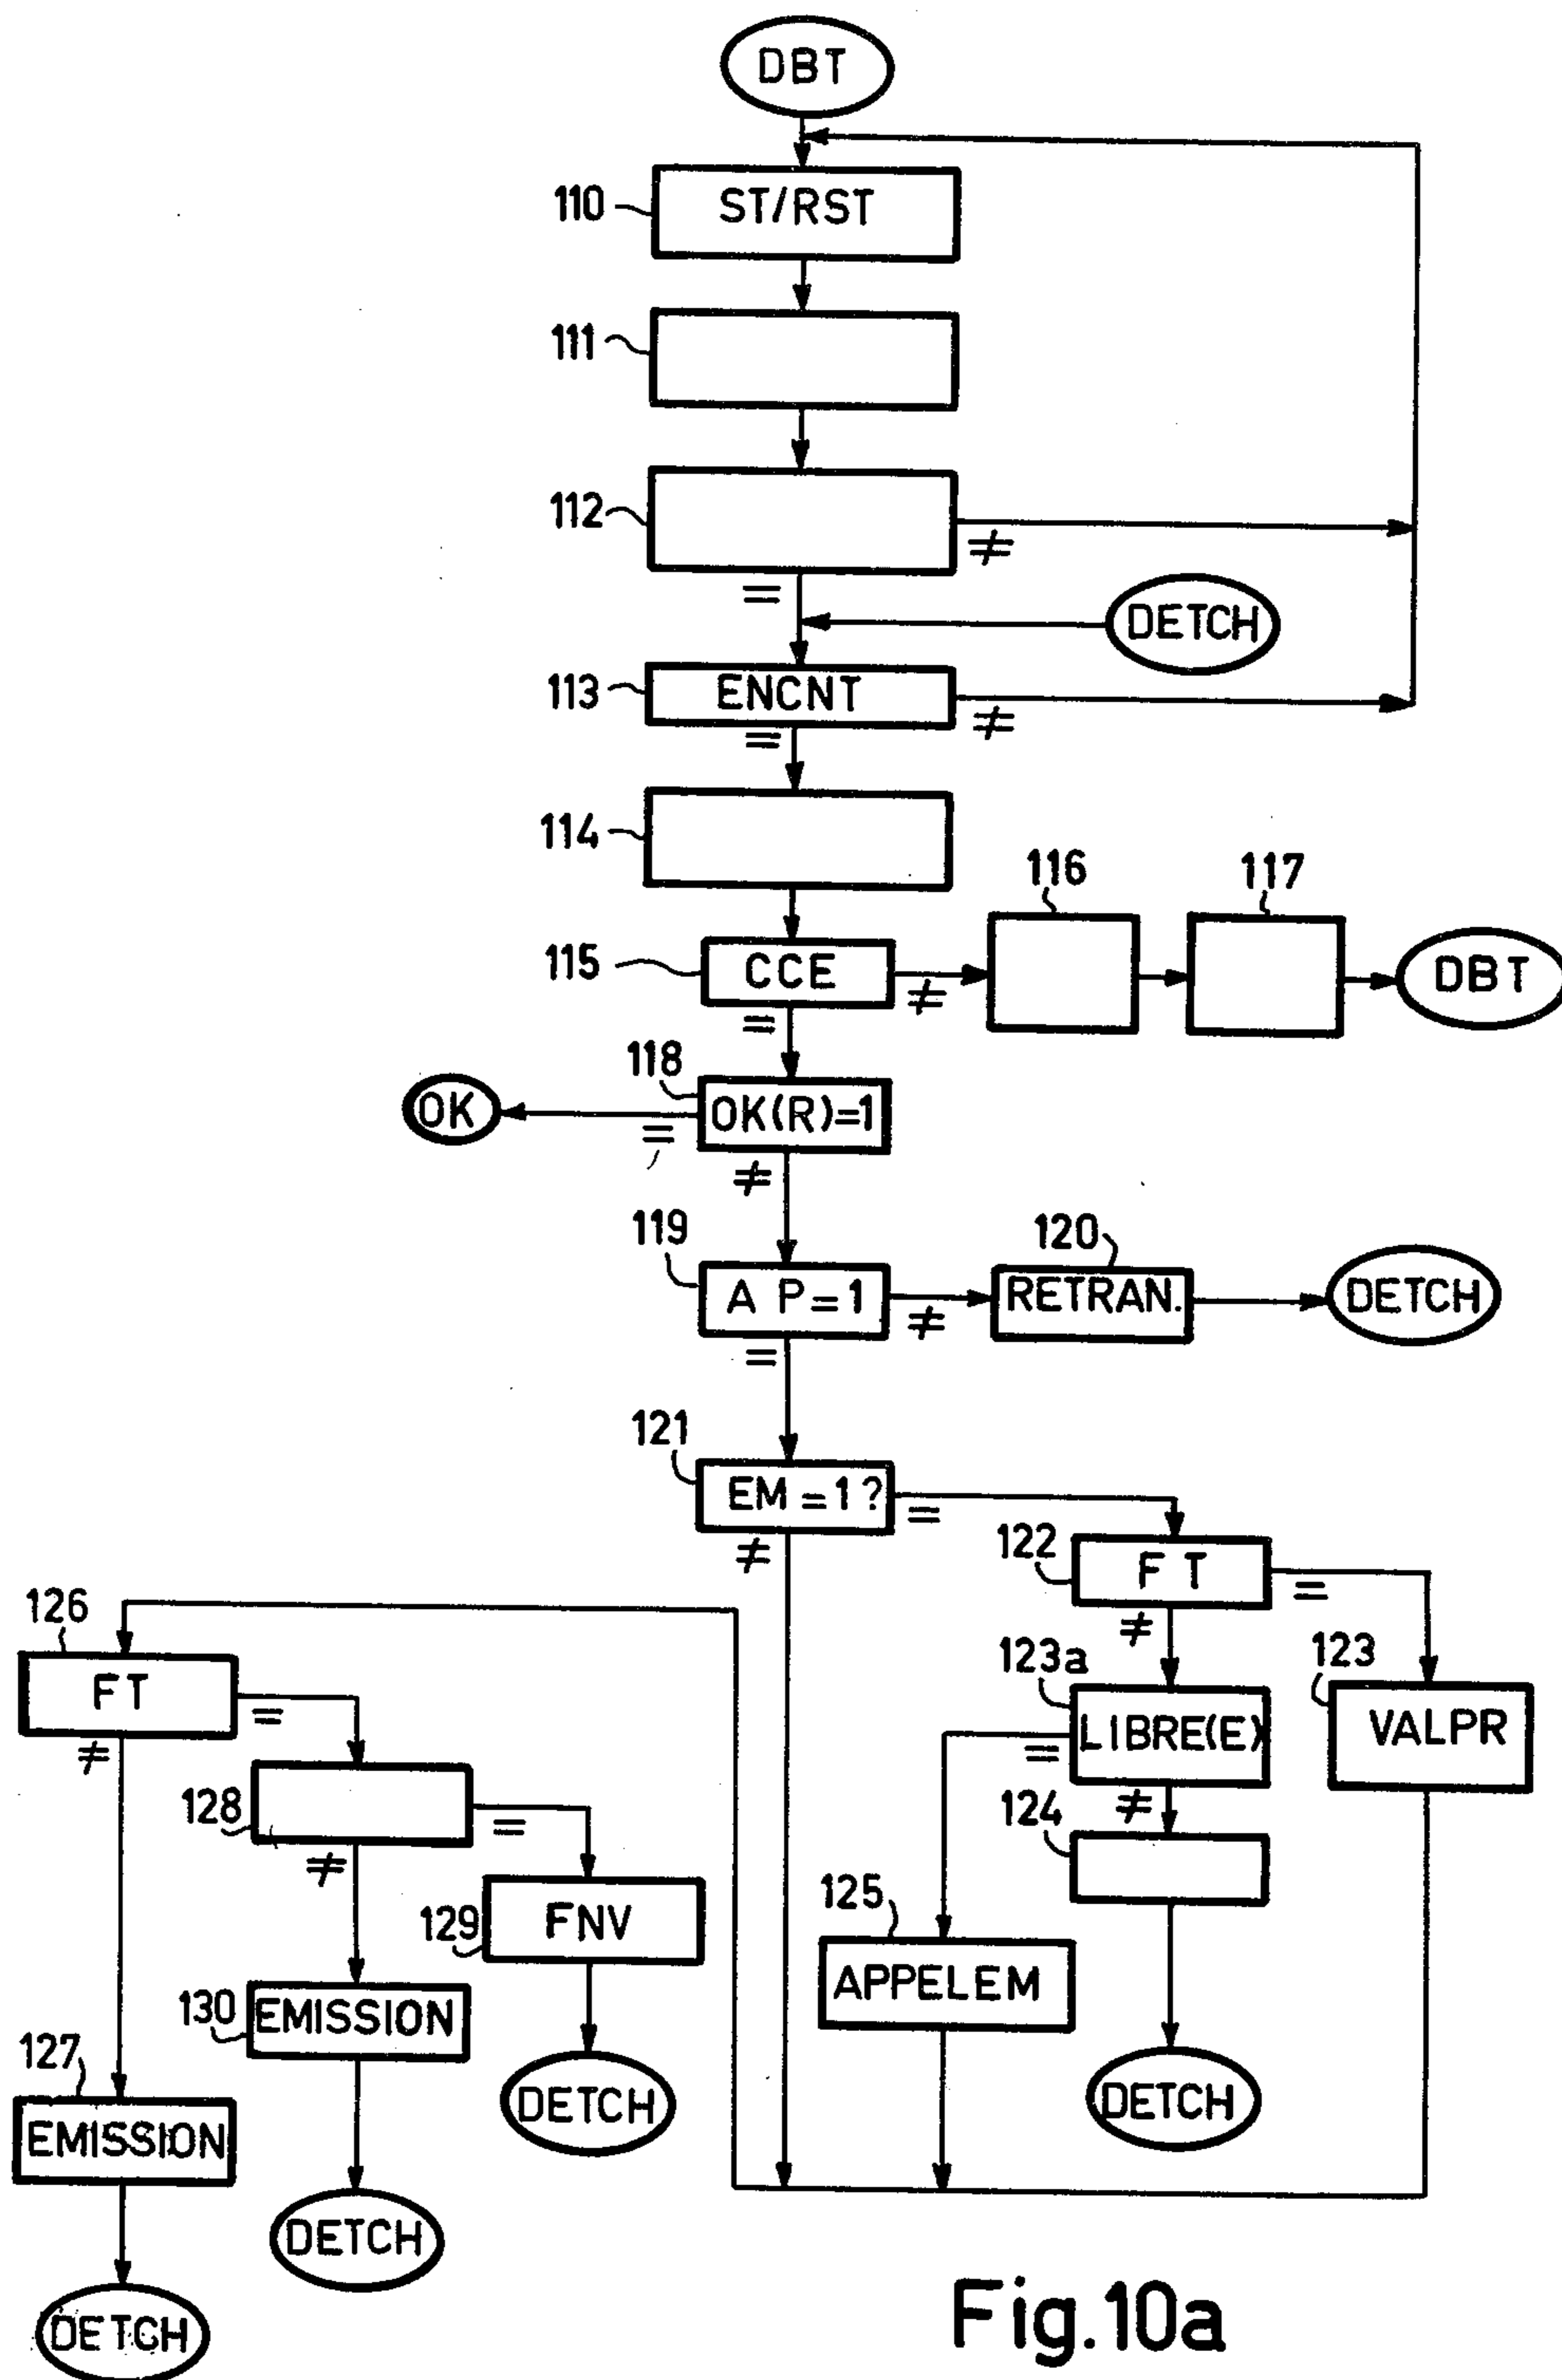 DBT
110
ST/RST
111
112
≠
=
DETCH
113
ENCNT
≠
=
114
116
117
115
CCE
≠
DBT
=
118
OK
=
OK(R)=1
≠
119
120
A P=1
≠
RETRAN.
DETCH
=
121
EM =1?
=
≠
122
FT
=
≠
126
FT
=
≠
123a
LIBRE(E)
=
≠
123
VALPR
128
=
≠
124
125
APPELEM
129
FNV
130
EMISSION
127
EMISSION
DETCH
DETCH
DETCH
DETCH
Fig.10a